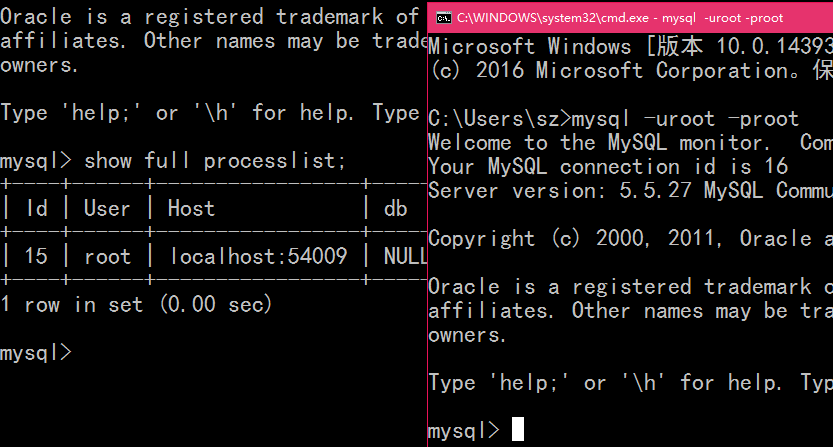 Oracle is a registered trademark of
affiliates. Other names may be trade
owners.
Type 'help;' or '\h' for help. Type
mysql> show full processlist;
+----+------+-----------------+------
| Id | User | Host | db
+----+------+-----------------+------
| 15 | root | localhost:54009 | NULL
+----+------+-----------------+------
1 row in set (0.00 sec)
mysql>
C:\WINDOWS\system32\cmd.exe - mysql -uroot -proot
Microsoft Windows [版本 10.0.14393
(c) 2016 Microsoft Corporation。保
C:\Users\sz>mysql -uroot -proot
Welcome to the MySQL monitor. Com
Your MySQL connection id is 16
Server version: 5.5.27 MySQL Commu
Copyright (c) 2000, 2011, Oracle a
Oracle is a registered trademark o
affiliates. Other names may be tra
owners.
Type 'help;' or '\h' for help. Typ
mysql>